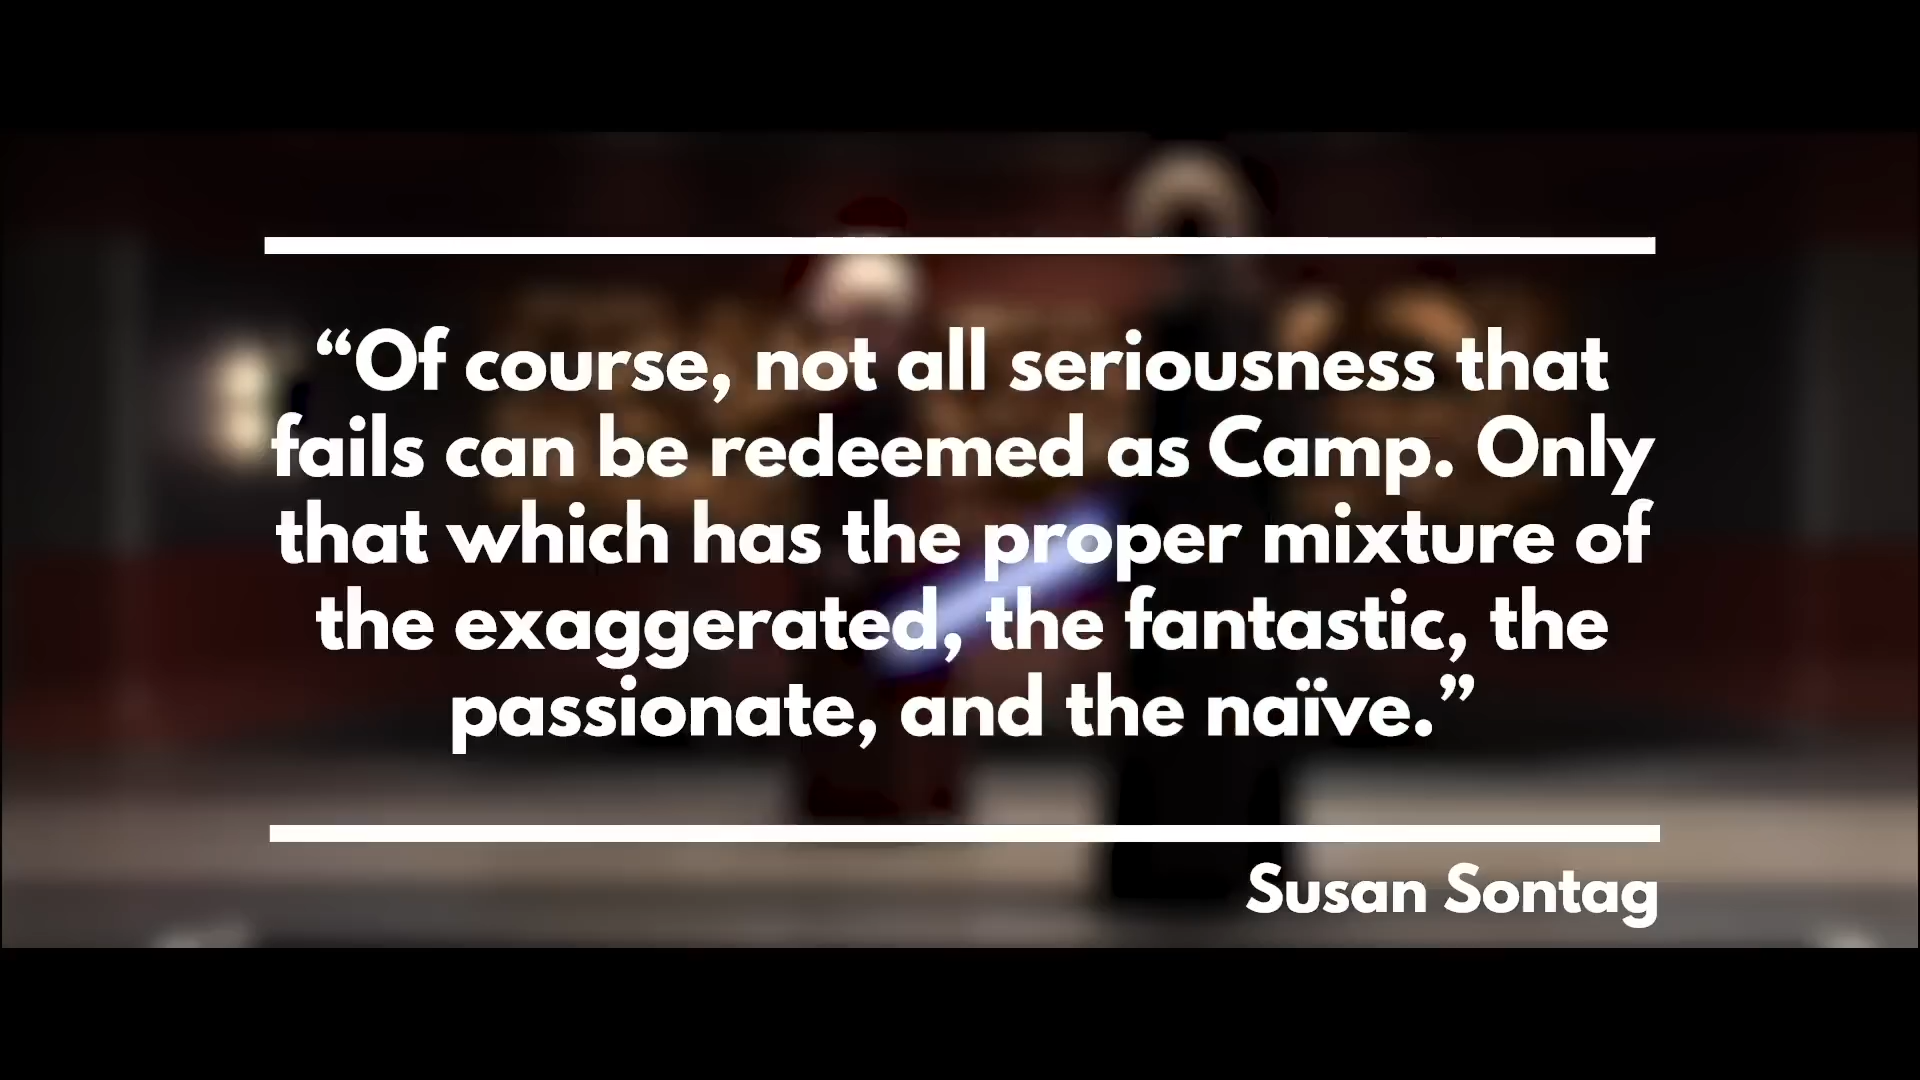 “Of course, not all seriousness that
fails can be redeemed as Camp. Only
that which has the proper mixture of
the exaggerated, the fantastic, the
passionate, and the naïve.”
Susan Sontag